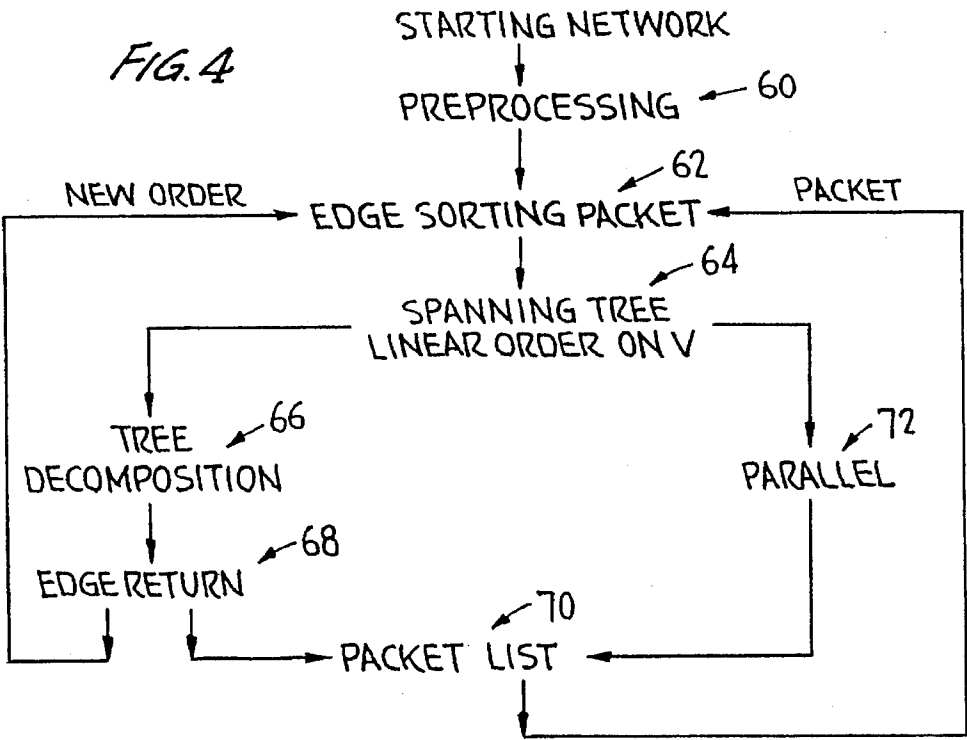 STARTING NETWORK
FIG. 4
PREPROCESSING
60
62
NEW ORDER
PACKET
EDGE SORTING PACKET
64
SPANNING TREE
LINEAR ORDER ON V
66
72
TREE
DECOMPOSITION
PARALLEL
68
EDGE RETURN
70
PACKET LIST